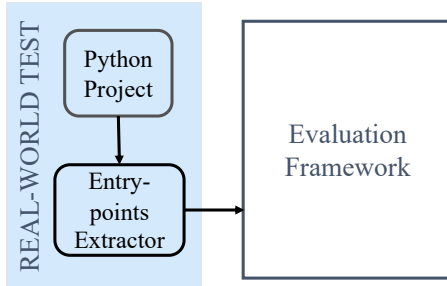 REAL-WORLD TEST
Python
Project
Entry-
points
Extractor
Evaluation
Framework